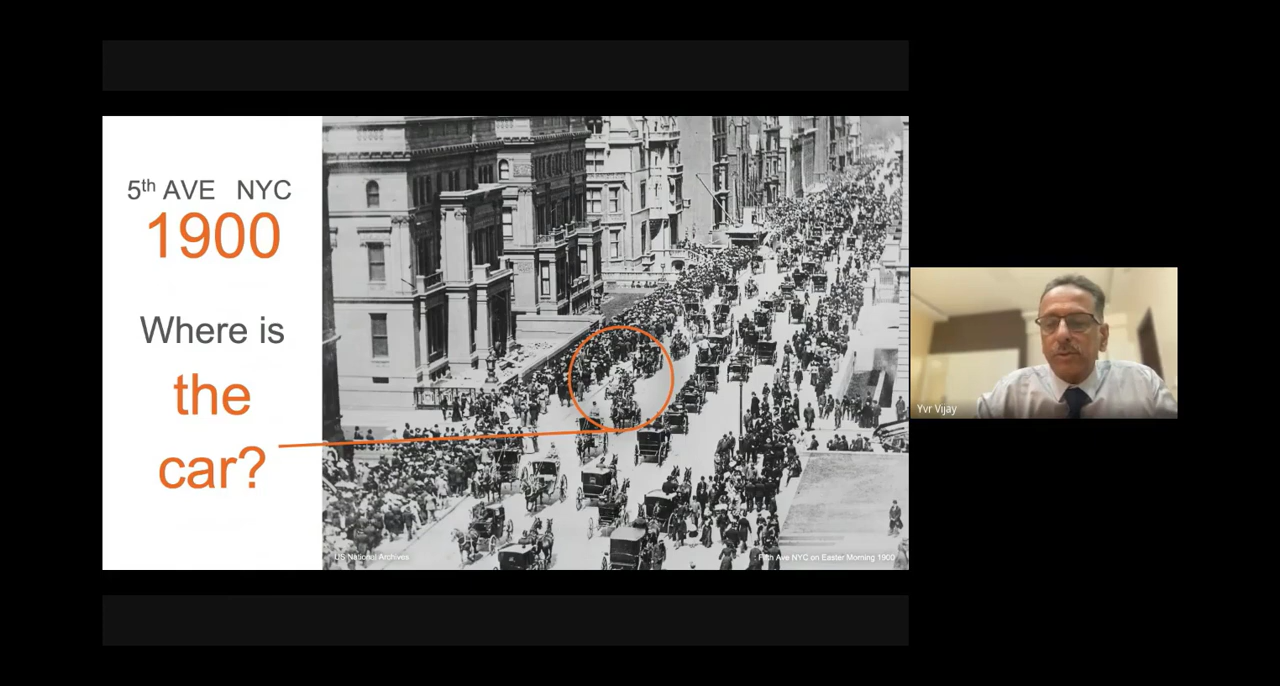 5th AVE NYC
1900
Where is
the
car?
US National Archives
Fifth Ave NYC on Easter Morning 1900
Yvr Vijay